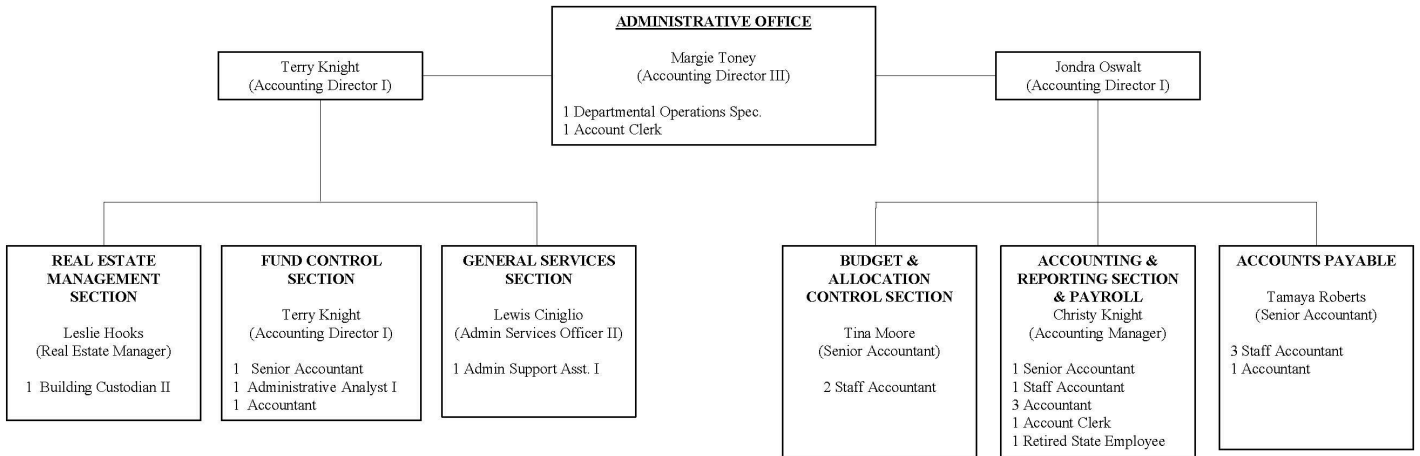 ADMINISTRATIVE OFFICE
Margie Toney
(Accounting Director III)
1 Departmental Operations Spec.
1 Account Clerk
Terry Knight
(Accounting Director I)
Jondra Oswalt
(Accounting Director I)
REAL ESTATE
MANAGEMENT
SECTION
Leslie Hooks
(Real Estate Manager)
1 Building Custodian II
FUND CONTROL
SECTION
Terry Knight
(Accounting Director I)
1 Senior Accountant
1 Administrative Analyst I
1 Accountant
GENERAL SERVICES
SECTION
Lewis Ciniglio
(Admin Services Officer II)
1 Admin Support Asst. I
BUDGET &
ALLOCATION
CONTROL SECTION
Tina Moore
(Senior Accountant)
2 Staff Accountant
ACCOUNTING &
REPORTING SECTION
& PAYROLL
Christy Knight
(Accounting Manager)
1 Senior Accountant
1 Staff Accountant
3 Accountant
1 Account Clerk
1 Retired State Employee
ACCOUNTS PAYABLE
Tamaya Roberts
(Senior Accountant)
3 Staff Accountant
1 Accountant